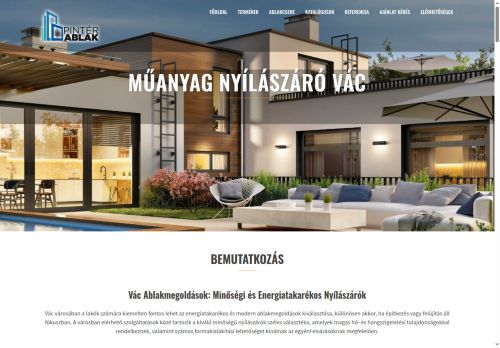 PINTÉR
ABLAK
FŐOLDAL TERMÉKEK ABLAKCSERE KATALÓGUSOK REFERENCIA AJÁNLAT KÉRÉS ELÉRHETŐSÉGEK
MŰANYAG NYÍLÁSZÁRÓ VÁC
BEMUTATKOZÁS
Vác Ablakmegoldások: Minőségi és Energiatakarékos Nyílászárók
Vác városában a lakók számára kiemelten fontos lehet az energiatakarékos és modern ablakmegoldások kiválasztása, különösen akkor, ha építkezés vagy felújítás áll
fókuszban. A városban elérhető szolgáltatások közé tartozik a kiváló minőségű nyílászárók széles választéka, amelyek magas hő- és hangszigetelési tulajdonságokkal
rendelkeznek, valamint számos formakialakítási lehetőséget kínálnak az egyéni elvárásoknak megfelelően.